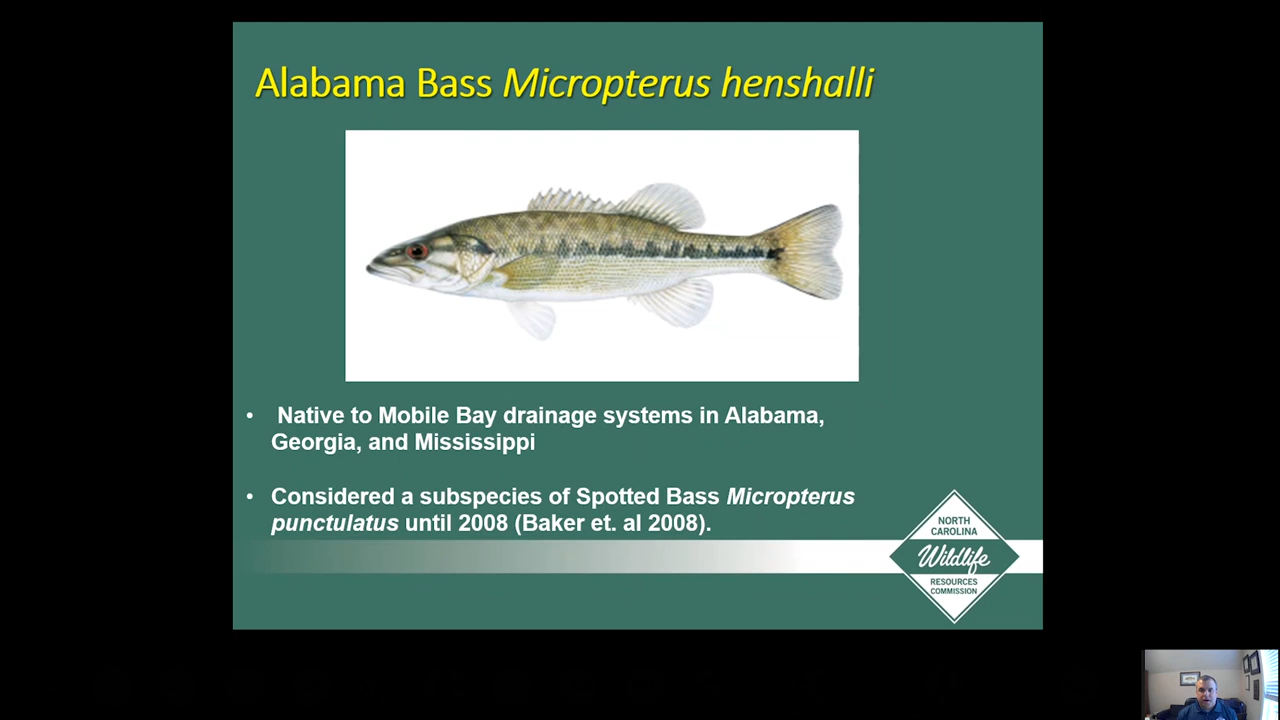 Alabama Bass Micropterus henshalli
• Native to Mobile Bay drainage systems in Alabama,
Georgia, and Mississippi
• Considered a subspecies of Spotted Bass Micropterus
punctulatus until 2008 (Baker et. al 2008).
NORTH
CAROLINA
Wildlife
RESOURCES
COMMISSION